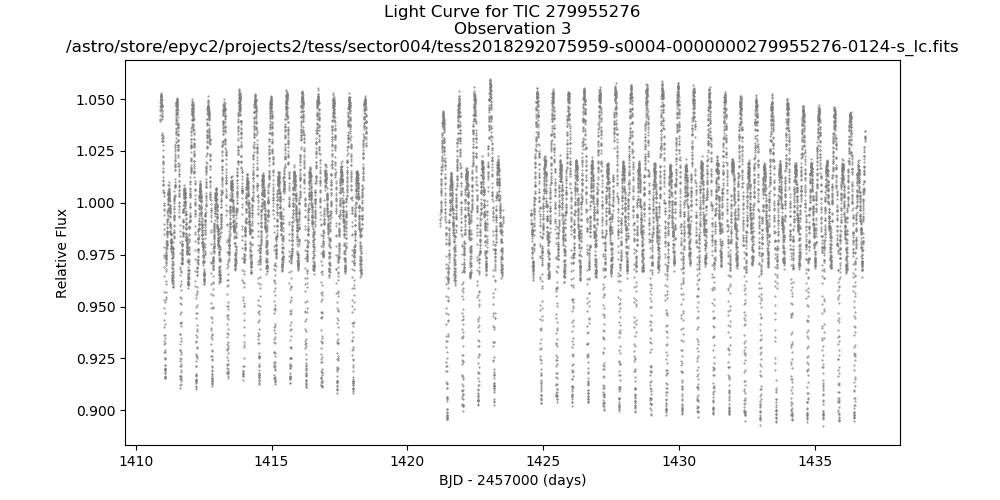 Light Curve for TIC 279955276
Observation 3
/astro/store/epyc2/projects2/tess/sector004/tess2018292075959-s0004-0000000279955276-0124-s_lc.fits
Relative Flux
1.050
1.025
1.000
0.975
0.950
0.925
0.900
1410 1415 1420 1425 1430 1435
BJD - 2457000 (days)